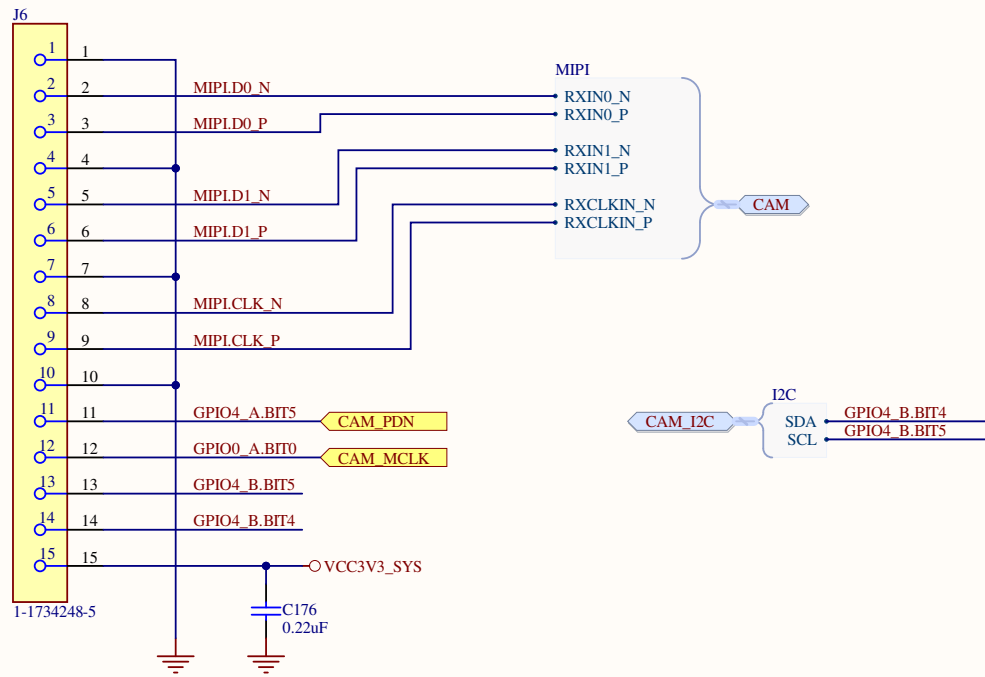 J6
1 1
2 2 MIPI.D0_N
3 3 MIPI.D0_P
4 4
5 5 MIPI.D1_N
6 6 MIPI.D1_P
7 7
8 8 MIPI.CLK_N
9 9 MIPI.CLK_P
10 10
11 11 GPIO4_A.BIT5 CAM_PDN
12 12 GPIO0_A.BIT0 CAM_MCLK
13 13 GPIO4_B.BIT5
14 14 GPIO4_B.BIT4
15 15 VCC3V3_SYS
1-1734248-5
C176
0.22uF
MIPI
RXIN0_N
RXIN0_P
RXIN1_N
RXIN1_P
RXCLKIN_N
RXCLKIN_P
CAM
I2C
CAM_I2C
SDA GPIO4_B.BIT4
SCL GPIO4_B.BIT5